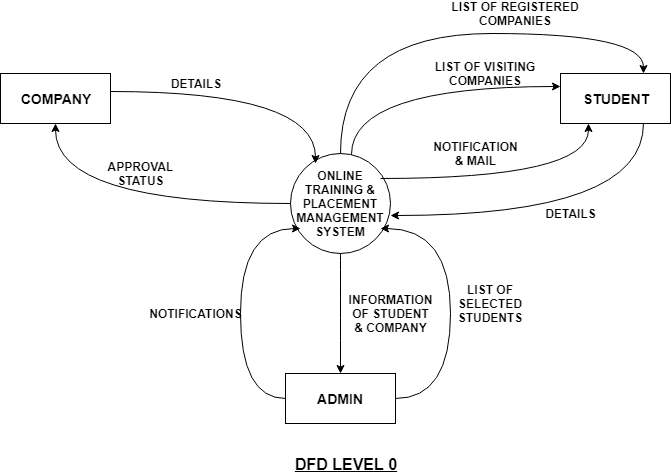 LIST OF REGISTERED
COMPANIES
LIST OF VISITING
COMPANIES
DETAILS
COMPANY
STUDENT
NOTIFICATION
& MAIL
APPROVAL
STATUS
ONLINE
TRAINING &
PLACEMENT
MANAGEMENT
SYSTEM
DETAILS
NOTIFICATIONS
INFORMATION
OF STUDENT
& COMPANY
LIST OF
SELECTED
STUDENTS
ADMIN
DFD LEVEL 0